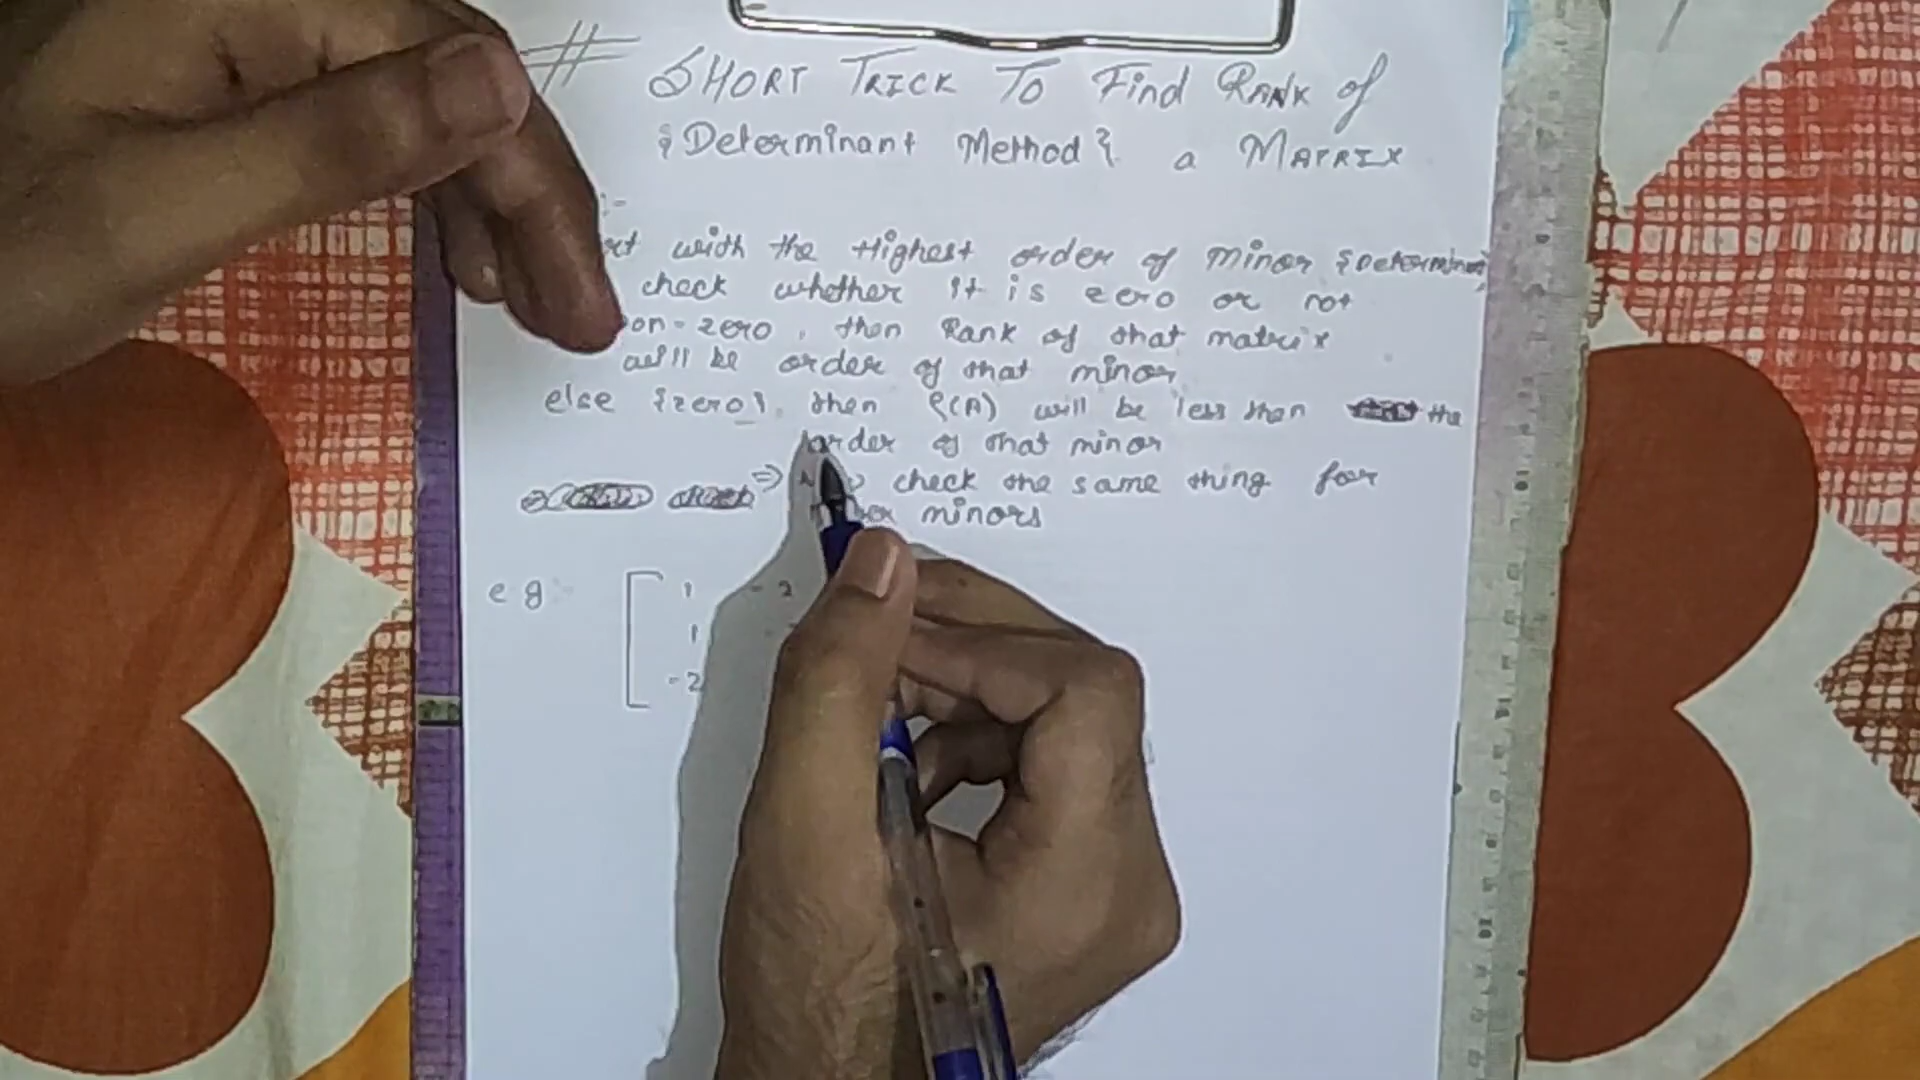 # SHORT TRICK TO Find RANK of
{Determinant Method} a MATRIX
:-
with the Highest order of minor {Determinant}
check whether it is zero or not
on-zero, then Rank of that matrix
will be order of that minor
else {zero}, then ρ(A) will be less than the
order of that minor
⇒ check the same thing for
minors
eg:- [ 1 -2
1
-2